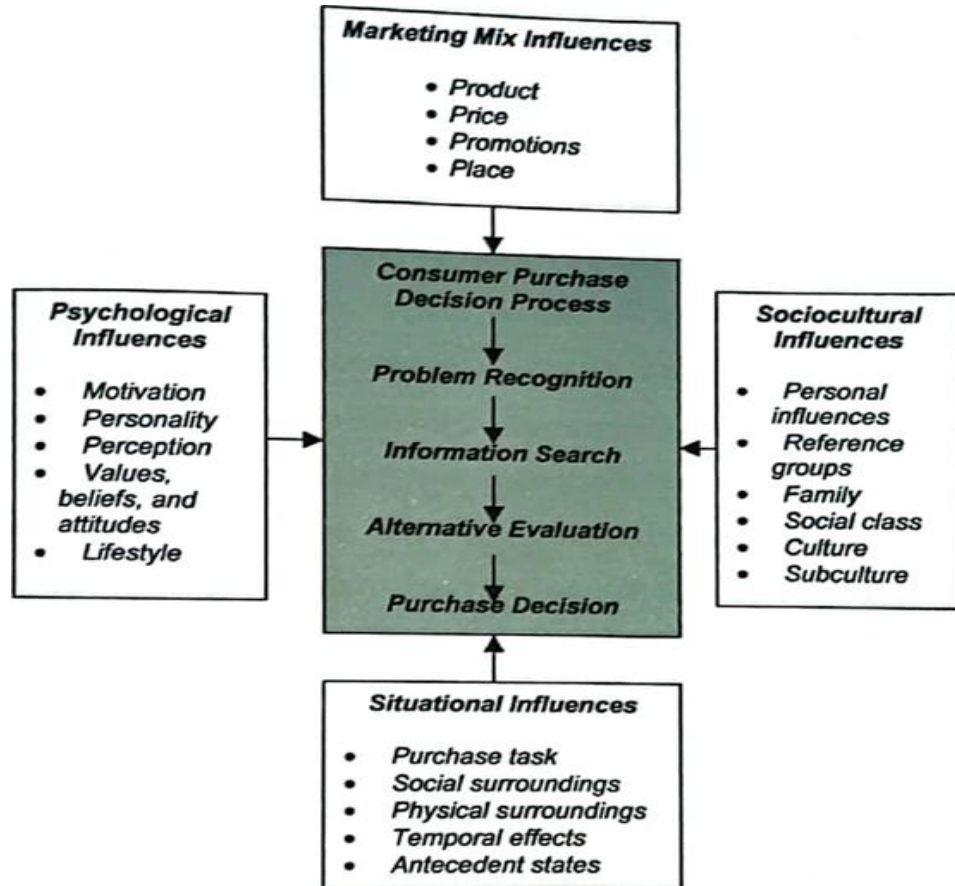 Marketing Mix Influences
• Product
• Price
• Promotions
• Place
Consumer Purchase
Decision Process
Problem Recognition
Information Search
Alternative Evaluation
Purchase Decision
Psychological
Influences
• Motivation
• Personality
• Perception
• Values,
beliefs, and
attitudes
• Lifestyle
Sociocultural
Influences
• Personal
influences
• Reference
groups
• Family
• Social class
• Culture
• Subculture
Situational Influences
• Purchase task
• Social surroundings
• Physical surroundings
• Temporal effects
• Antecedent states